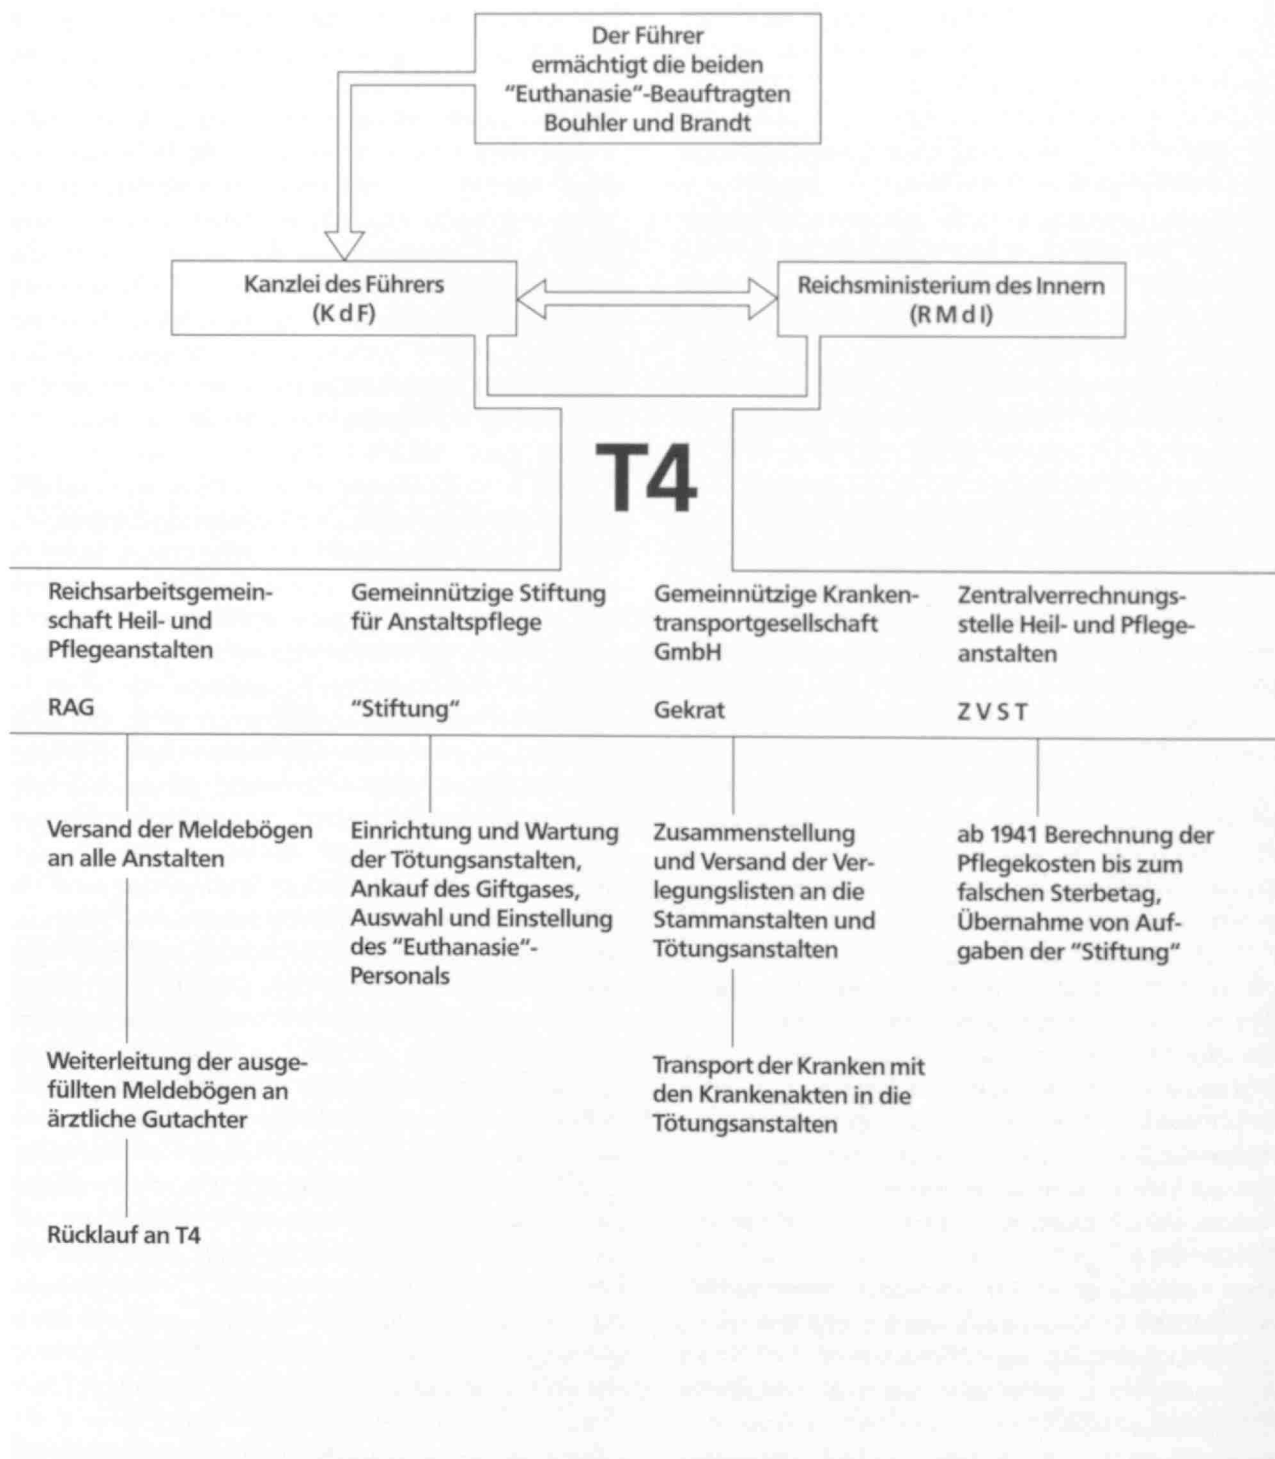 Der Führer
ermächtigt die beiden
“Euthanasie“-Beauftragten
Bouhler und Brandt
Kanzlei des Führers
(K d F)
Reichsministerium des Innern
(R M d I)
T4
Reichsarbeitsgemein-
schaft Heil- und
Pflegeanstalten
RAG
Gemeinnützige Stiftung
für Anstaltspflege
“Stiftung“
Gemeinnützige Kranken-
transportgesellschaft
GmbH
Gekrat
Zentralverrechnungs-
stelle Heil- und Pflege-
anstalten
Z V S T
Versand der Meldebögen
an alle Anstalten
Weiterleitung der ausge-
füllten Meldebögen an
ärztliche Gutachter
Rücklauf an T4
Einrichtung und Wartung
der Tötungsanstalten,
Ankauf des Giftgases,
Auswahl und Einstellung
des “Euthanasie“-
Personals
Zusammenstellung
und Versand der Ver-
legungslisten an die
Stammanstalten und
Tötungsanstalten
Transport der Kranken mit
den Krankenakten in die
Tötungsanstalten
ab 1941 Berechnung der
Pflegekosten bis zum
falschen Sterbetag,
Übernahme von Auf-
gaben der “Stiftung“